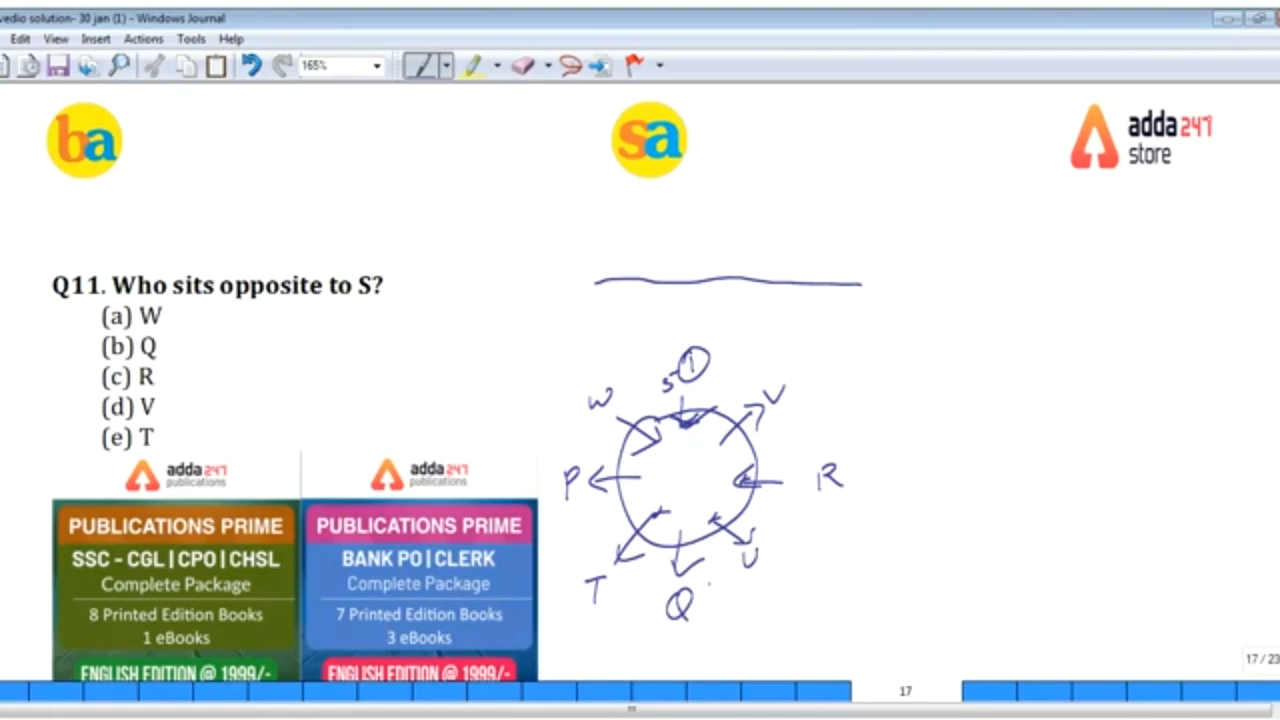 vedio solution- 30 jan (1) - Windows Journal
Edit View Insert Actions Tools Help
165%
ba
sa
adda 247
store
Q11. Who sits opposite to S?
(a) W
(b) Q
(c) R
(d) V
(e) T
1
S
W
V
P
R
T
U
Q
adda 247
publications
adda 247
publications
PUBLICATIONS PRIME
SSC - CGL | CPO | CHSL
Complete Package
8 Printed Edition Books
1 eBooks
ENGLISH EDITION @ 1999/-
PUBLICATIONS PRIME
BANK PO | CLERK
Complete Package
7 Printed Edition Books
3 eBooks
ENGLISH EDITION @ 1999/-
17 / 23
17